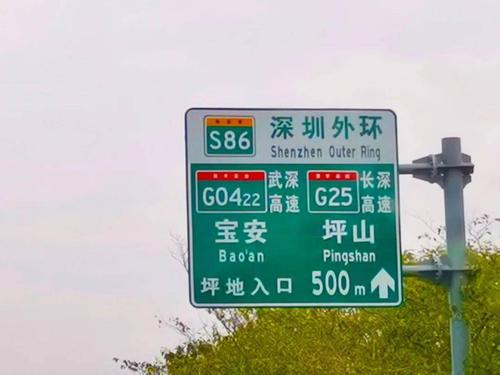 S86 深圳外环
Shenzhen Outer Ring
G0422 武深高速 G25 长深高速
宝安 坪山
Bao'an Pingshan
坪地入口 500m